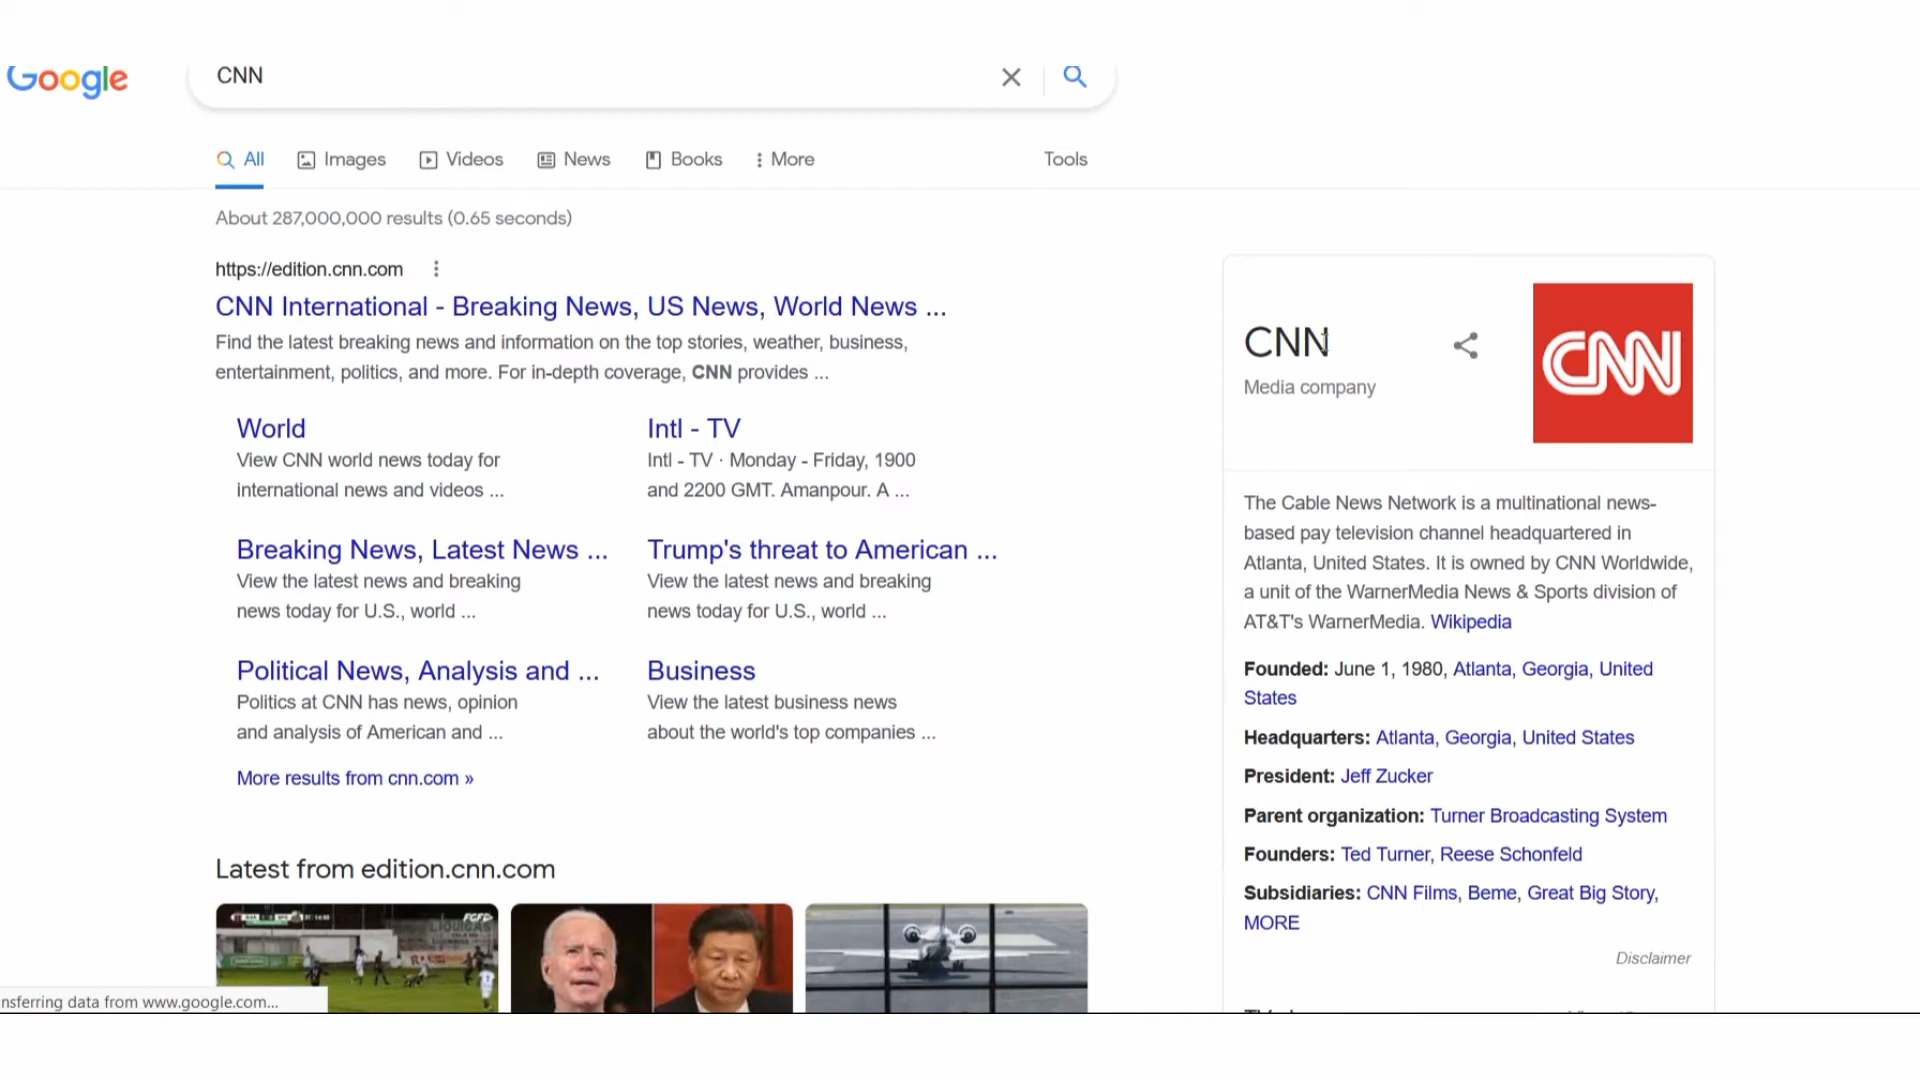 Google
CNN
All
Images
Videos
News
Books
More
Tools
About 287,000,000 results (0.65 seconds)
https://edition.cnn.com
CNN International - Breaking News, US News, World News ...
Find the latest breaking news and information on the top stories, weather, business,
entertainment, politics, and more. For in-depth coverage, CNN provides ...
World
View CNN world news today for
international news and videos ...
Intl - TV
Intl - TV · Monday - Friday, 1900
and 2200 GMT. Amanpour. A ...
Breaking News, Latest News ...
View the latest news and breaking
news today for U.S., world ...
Trump's threat to American ...
View the latest news and breaking
news today for U.S., world ...
Political News, Analysis and ...
Politics at CNN has news, opinion
and analysis of American and ...
Business
View the latest business news
about the world's top companies ...
More results from cnn.com »
Latest from edition.cnn.com
nsferring data from www.google.com...
CNN
Media company
CNN
The Cable News Network is a multinational news-
based pay television channel headquartered in
Atlanta, United States. It is owned by CNN Worldwide,
a unit of the WarnerMedia News & Sports division of
AT&T's WarnerMedia. Wikipedia
Founded: June 1, 1980, Atlanta, Georgia, United
States
Headquarters: Atlanta, Georgia, United States
President: Jeff Zucker
Parent organization: Turner Broadcasting System
Founders: Ted Turner, Reese Schonfeld
Subsidiaries: CNN Films, Beme, Great Big Story,
MORE
Disclaimer